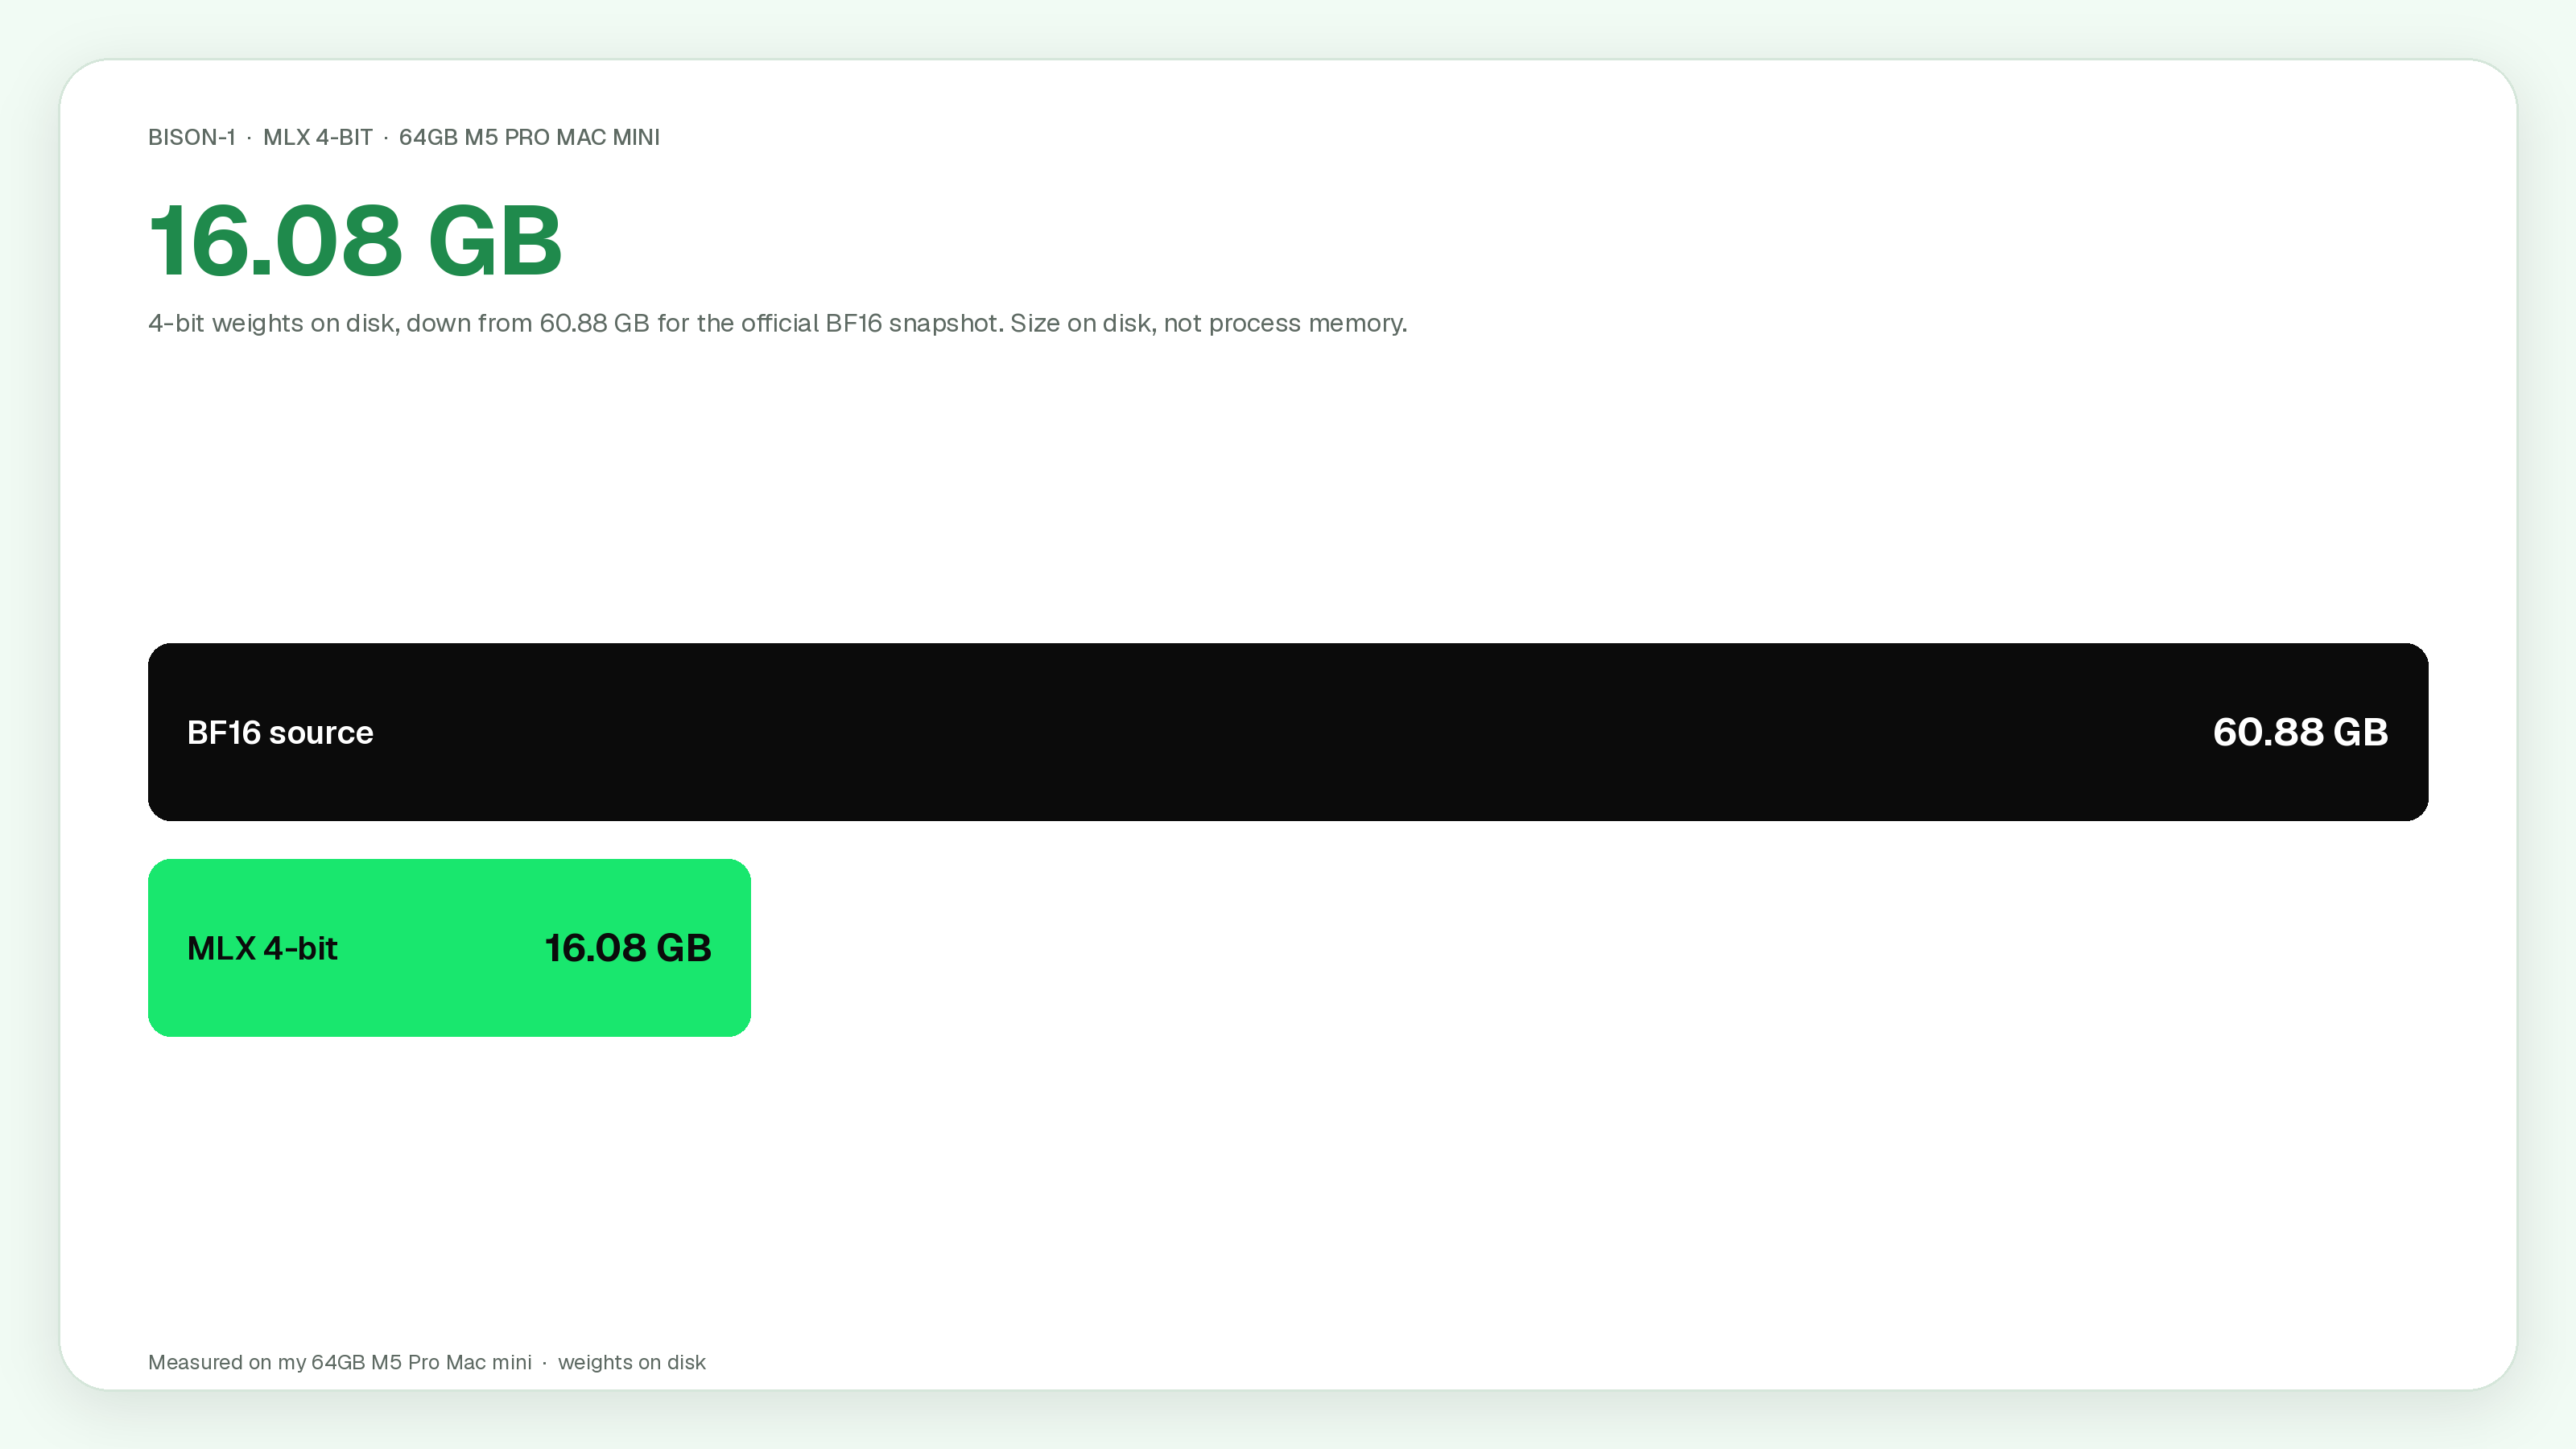 BISON-1 · MLX 4-BIT · 64GB M5 PRO MAC MINI
16.08 GB
4-bit weights on disk, down from 60.88 GB for the official BF16 snapshot. Size on disk, not process memory.
BF16 source 60.88 GB
MLX 4-bit 16.08 GB
Measured on my 64GB M5 Pro Mac mini · weights on disk